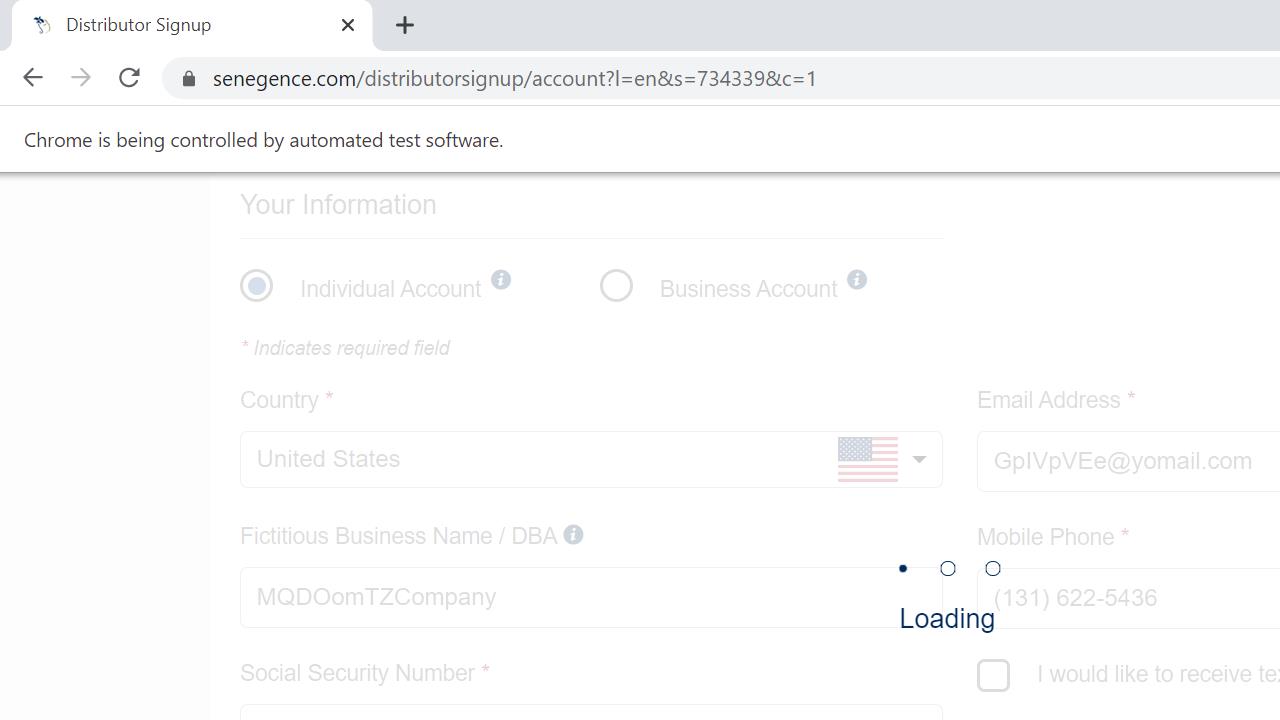 Distributor Signup
senegence.com/distributorsignup/account?l=en&s=734339&c=1
Chrome is being controlled by automated test software.
Your Information
Individual Account
Business Account
* Indicates required field
Country *
Email Address *
United States
GpIVpVEe@yomail.com
Fictitious Business Name / DBA
Mobile Phone *
MQDOomTZCompany
(131) 622-5436
Loading
Social Security Number *
I would like to receive